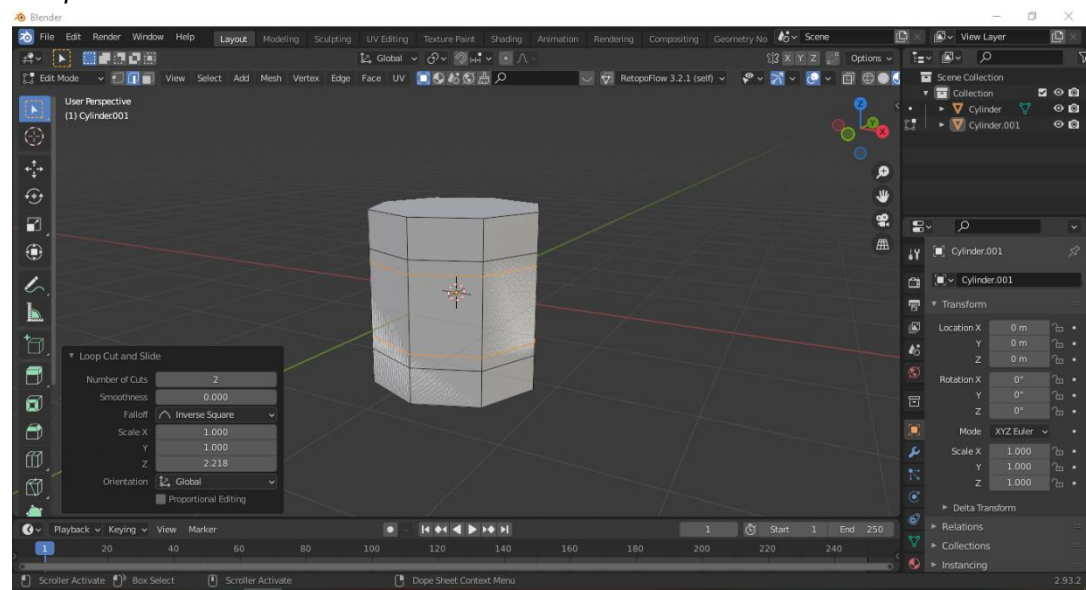 Blender
File Edit Render Window Help Layout Modeling Sculpting UV Editing Texture Paint Shading Animation Rendering Compositing Geometry No Scene View Layer
Global X Y Z Options
Edit Mode View Select Add Mesh Vertex Edge Face UV RetopoFlow 3.2.1 (self)
User Perspective
(1) Cylinder.001
Z
Y
X
Scene Collection
Collection
Cylinder
Cylinder.001
Cylinder.001
Cylinder.001
Transform
Location X 0 m
Y 0 m
Z 0 m
Rotation X 0°
Y 0°
Z 0°
Mode XYZ Euler
Scale X 1.000
Y 1.000
Z 1.000
Delta Transform
Relations
Collections
Instancing
Loop Cut and Slide
Number of Cuts 2
Smoothness 0.000
Falloff Inverse Square
Scale X 1.000
Y 1.000
Z 2.218
Orientation Global
Proportional Editing
Playback Keying View Marker 1 Start 1 End 250
1 20 40 60 80 100 120 140 160 180 200 220 240
Scroller Activate Box Select Scroller Activate Dope Sheet Context Menu 2.93.2